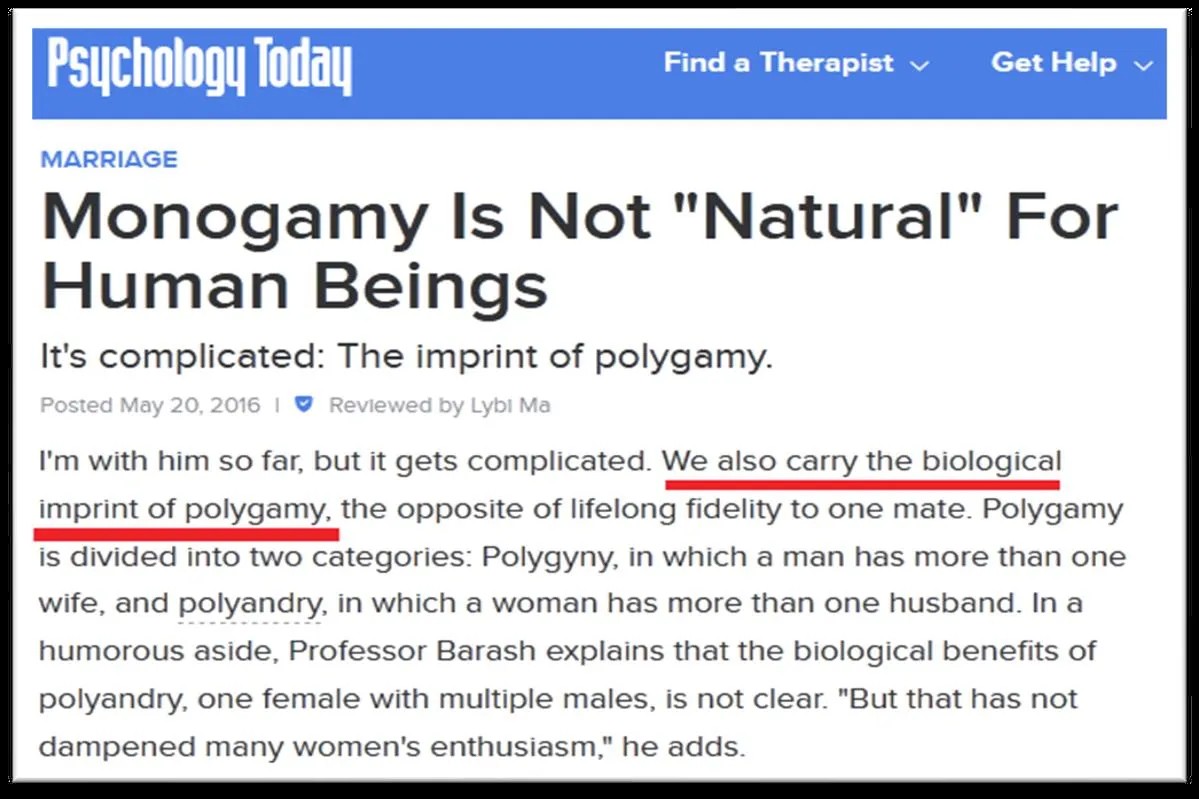 Psychology Today
Find a Therapist
Get Help
MARRIAGE
Monogamy Is Not "Natural" For
Human Beings
It's complicated: The imprint of polygamy.
Posted May 20, 2016 | Reviewed by Lybi Ma
I'm with him so far, but it gets complicated. We also carry the biological
imprint of polygamy, the opposite of lifelong fidelity to one mate. Polygamy
is divided into two categories: Polygyny, in which a man has more than one
wife, and polyandry, in which a woman has more than one husband. In a
humorous aside, Professor Barash explains that the biological benefits of
polyandry, one female with multiple males, is not clear. "But that has not
dampened many women's enthusiasm," he adds.